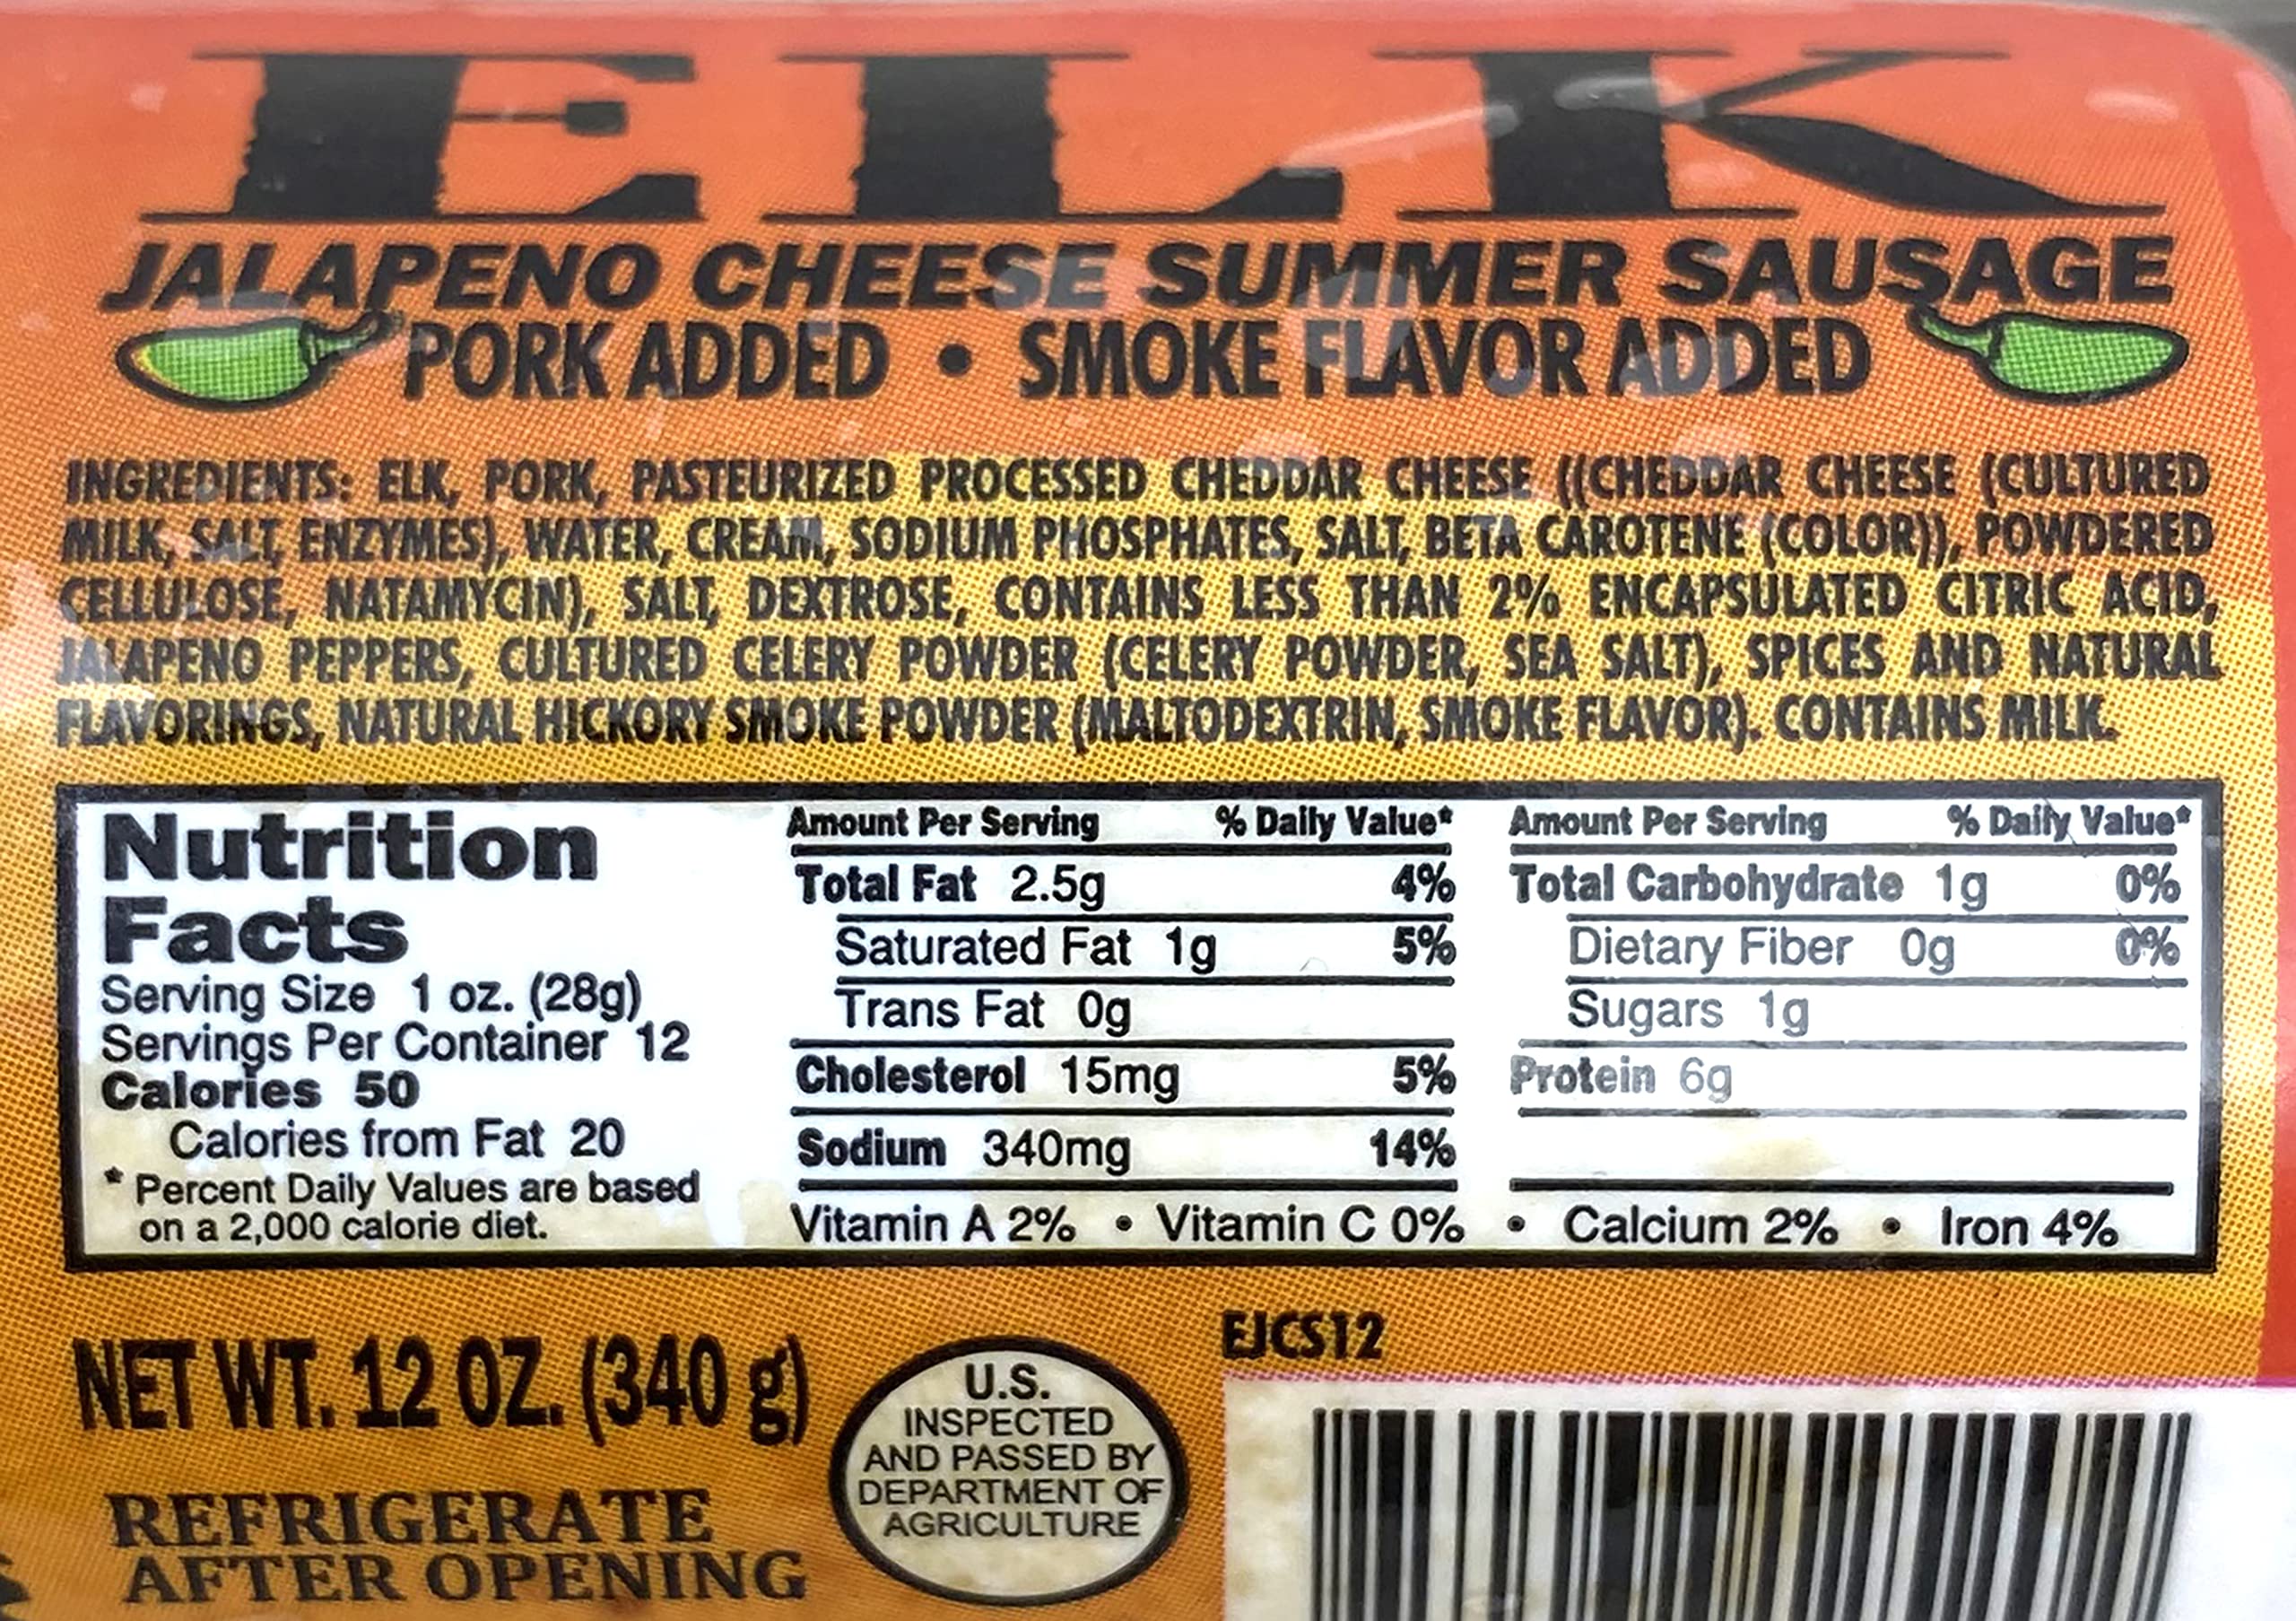 ELK
JALAPENO CHEESE SUMMER SAUSAGE
PORK ADDED • SMOKE FLAVOR ADDED
INGREDIENTS: ELK, PORK, PASTEURIZED PROCESSED CHEDDAR CHEESE ((CHEDDAR CHEESE (CULTURED
MILK, SALT, ENZYMES), WATER, CREAM, SODIUM PHOSPHATES, SALT, BETA CAROTENE (COLOR)), POWDERED
CELLULOSE, NATAMYCIN), SALT, DEXTROSE, CONTAINS LESS THAN 2% ENCAPSULATED CITRIC ACID,
JALAPENO PEPPERS, CULTURED CELERY POWDER (CELERY POWDER, SEA SALT), SPICES AND NATURAL
FLAVORINGS, NATURAL HICKORY SMOKE POWDER (MALTODEXTRIN, SMOKE FLAVOR). CONTAINS MILK.
Nutrition
Facts
Serving Size 1 oz. (28g)
Servings Per Container 12
Calories 50
Calories from Fat 20
* Percent Daily Values are based
on a 2,000 calorie diet.
Amount Per Serving % Daily Value*
Total Fat 2.5g 4%
Saturated Fat 1g 5%
Trans Fat 0g
Cholesterol 15mg 5%
Sodium 340mg 14%
Amount Per Serving % Daily Value*
Total Carbohydrate 1g 0%
Dietary Fiber 0g 0%
Sugars 1g
Protein 6g
Vitamin A 2% • Vitamin C 0% • Calcium 2% • Iron 4%
NET WT. 12 OZ. (340 g)
REFRIGERATE
AFTER OPENING
U.S.
INSPECTED
AND PASSED BY
DEPARTMENT OF
AGRICULTURE
EJCS12